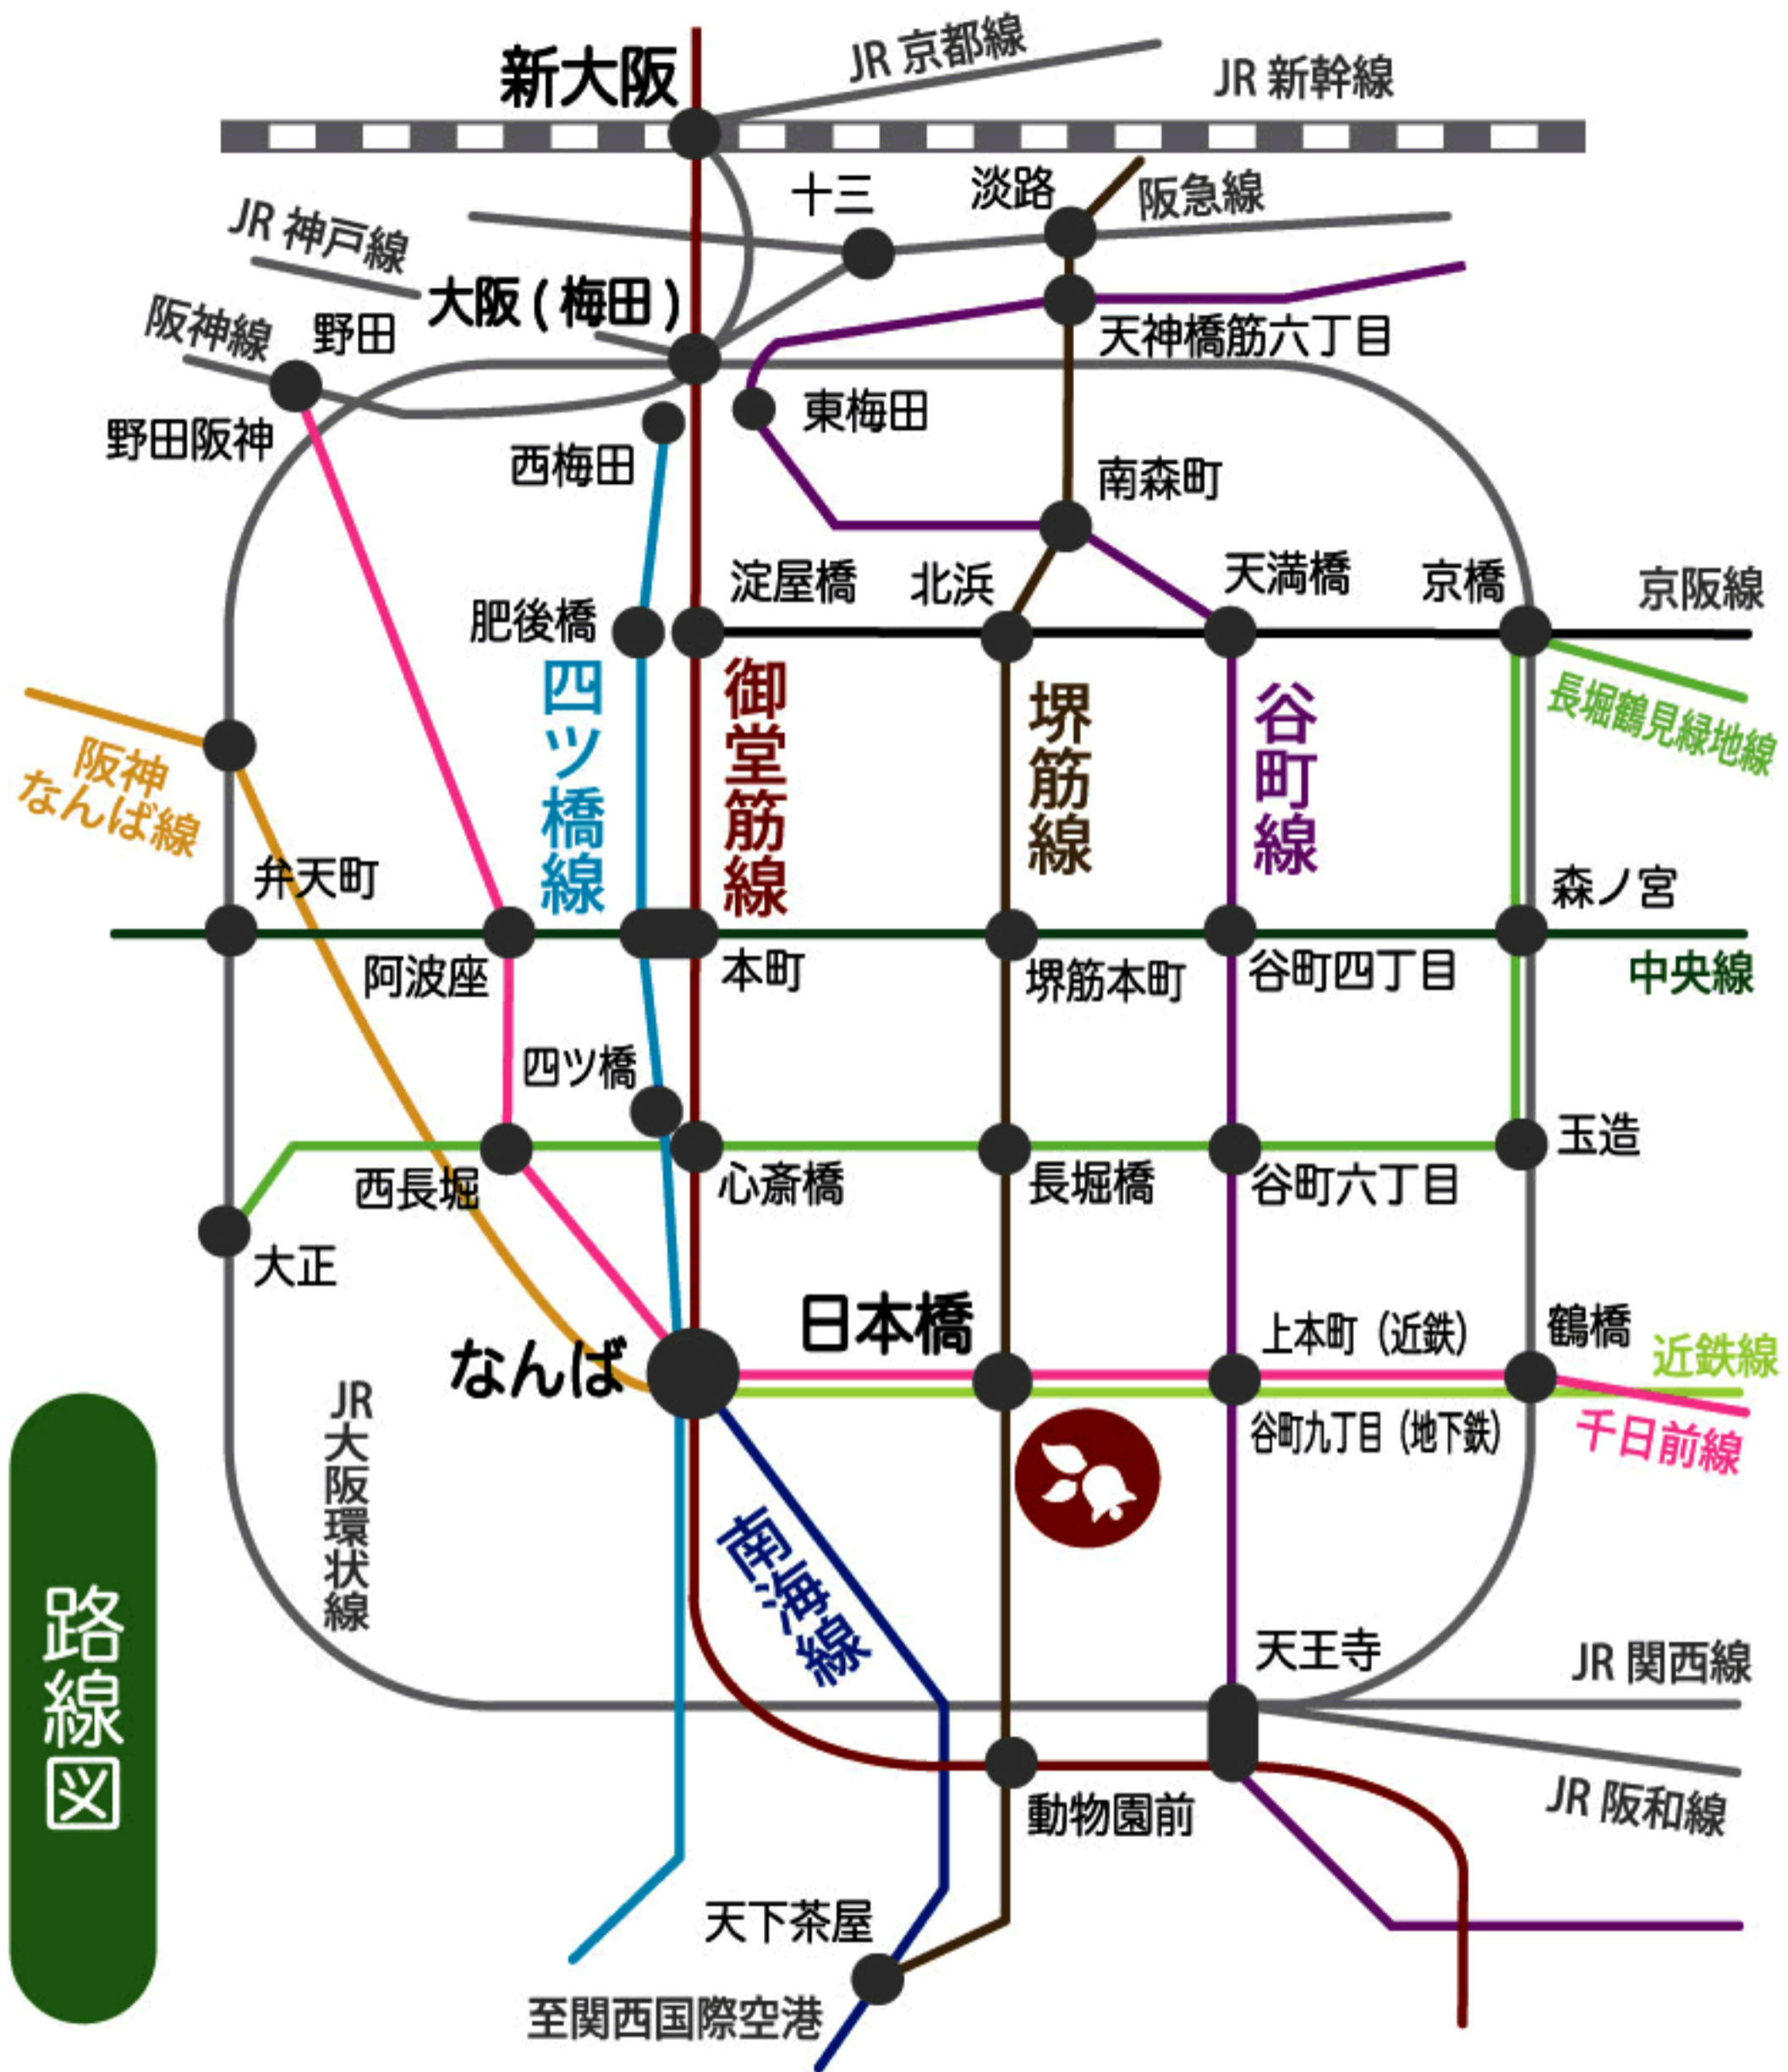 新大阪
JR 京都線
JR 新幹線
十三
淡路
阪急線
JR 神戸線
大阪(梅田)
阪神線
野田
天神橋筋六丁目
野田阪神
西梅田
東梅田
南森町
肥後橋
淀屋橋
北浜
天満橋
京橋
京阪線
四ツ橋線
御堂筋線
堺筋線
谷町線
長堀鶴見緑地線
阪神
なんば線
弁天町
森ノ宮
阿波座
本町
堺筋本町
谷町四丁目
中央線
四ツ橋
玉造
西長堀
心斎橋
長堀橋
谷町六丁目
大正
なんば
日本橋
上本町(近鉄)
鶴橋
近鉄線
谷町九丁目(地下鉄)
千日前線
JR大阪環状線
南海線
路線図
天王寺
JR 関西線
動物園前
JR 阪和線
天下茶屋
至関西国際空港